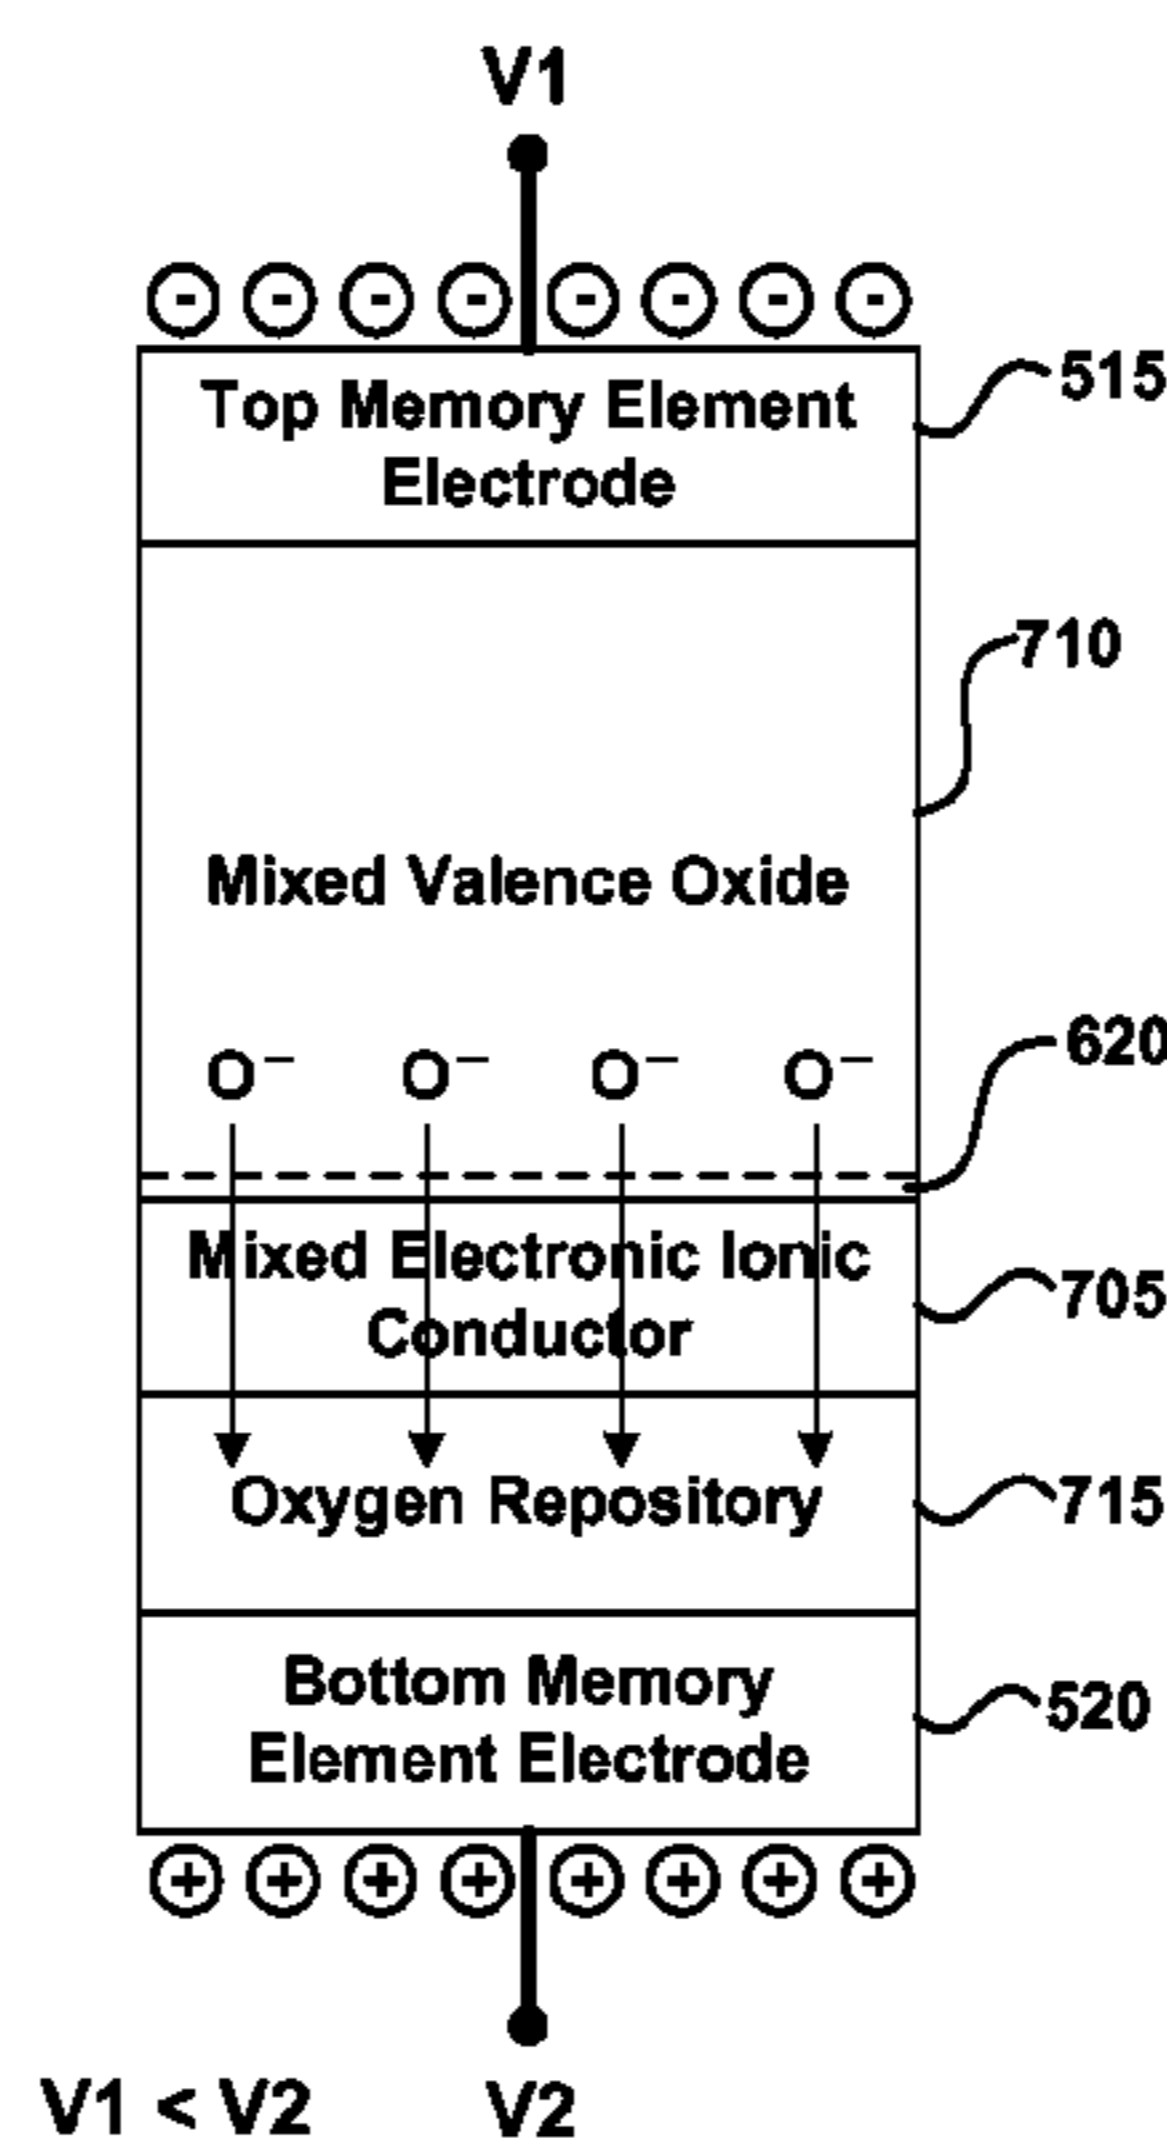 V1
- - - - - - - -
Top Memory Element
Electrode
515
710
Mixed Valence Oxide
620
O⁻ O⁻ O⁻ O⁻
Mixed Electronic Ionic
Conductor
705
Oxygen Repository
715
Bottom Memory
Element Electrode
520
+ + + + + + + +
V1 < V2
V2